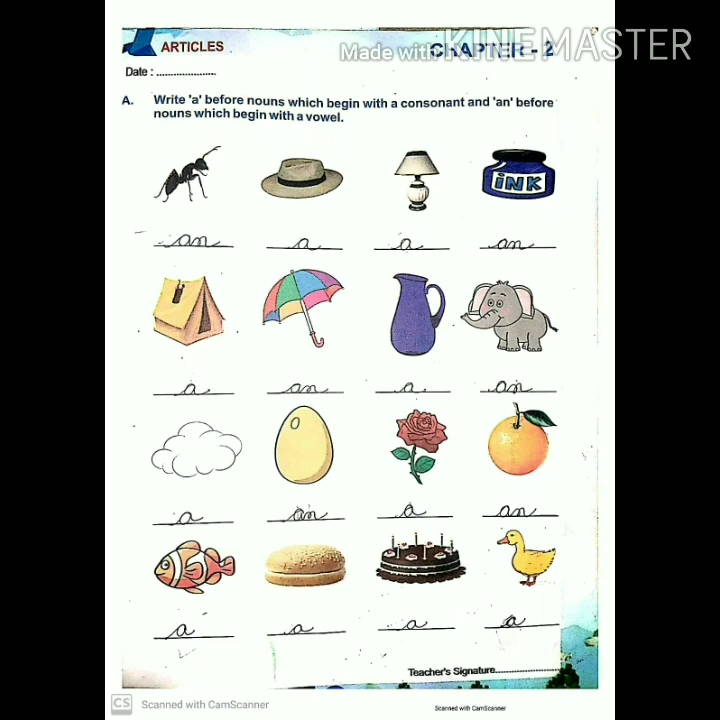 ARTICLES
Made with KINEMASTER
CHAPTER - 2
Date : ......................
A. Write 'a' before nouns which begin with a consonant and 'an' before
nouns which begin with a vowel.
INK
an a a an
a an a an
a an a an
a a a a
Teacher's Signature......................
CS Scanned with CamScanner
Scanned with CamScanner